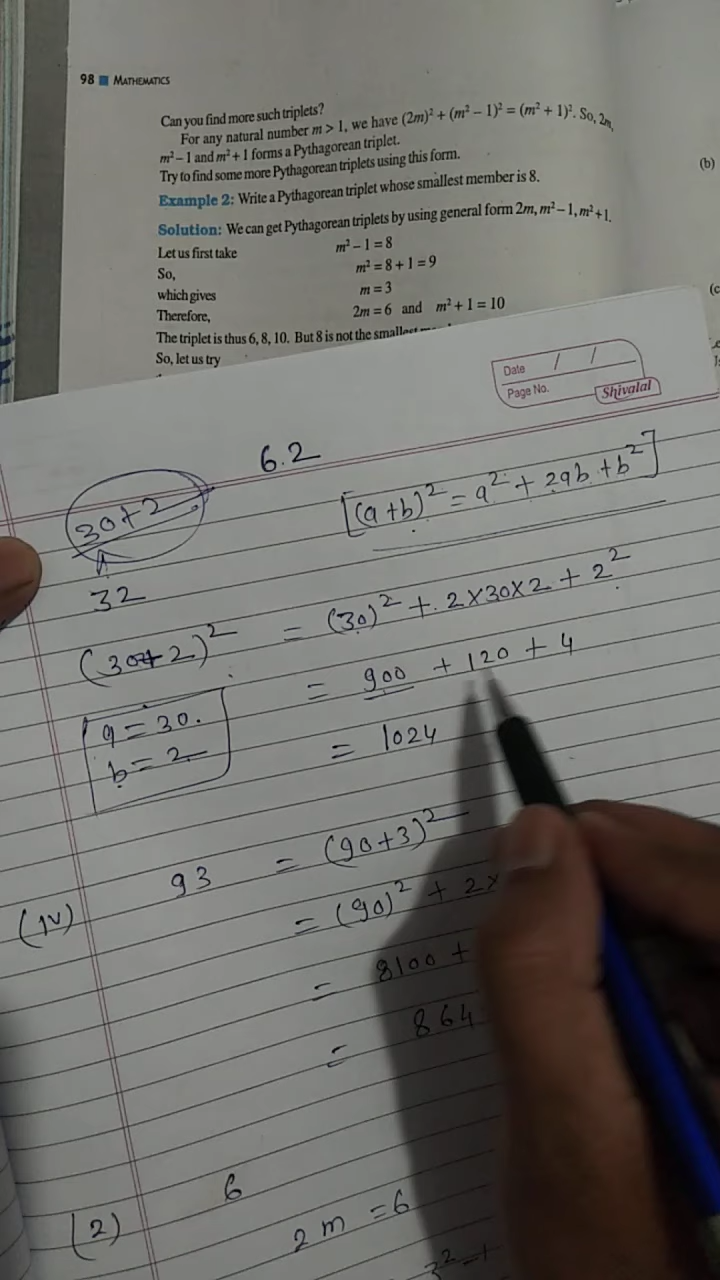 98 MATHEMATICS
Can you find more such triplets?
For any natural number m > 1, we have (2m)² + (m² – 1)² = (m² + 1)². So, 2m,
m² – 1 and m² + 1 forms a Pythagorean triplet.
Try to find some more Pythagorean triplets using this form.
Example 2: Write a Pythagorean triplet whose smallest member is 8.
Solution: We can get Pythagorean triplets by using general form 2m, m² – 1, m² + 1.
Let us first take m² – 1 = 8
So, m² = 8 + 1 = 9
which gives m = 3
Therefore, 2m = 6 and m² + 1 = 10
The triplet is thus 6, 8, 10. But 8 is not the smallest
So, let us try
(b)
(c
Date / /
Page No.
Shivalal
6.2
30+2
[(a+b)² = a² + 2ab + b²]
32
(30+2)² = (30)² + 2×30×2 + 2²
= 900 + 120 + 4
a = 30.
b = 2
= 1024
(iv) 93 = (90+3)²
= (90)² + 2×
= 8100 +
= 864
(2) 6
2m = 6